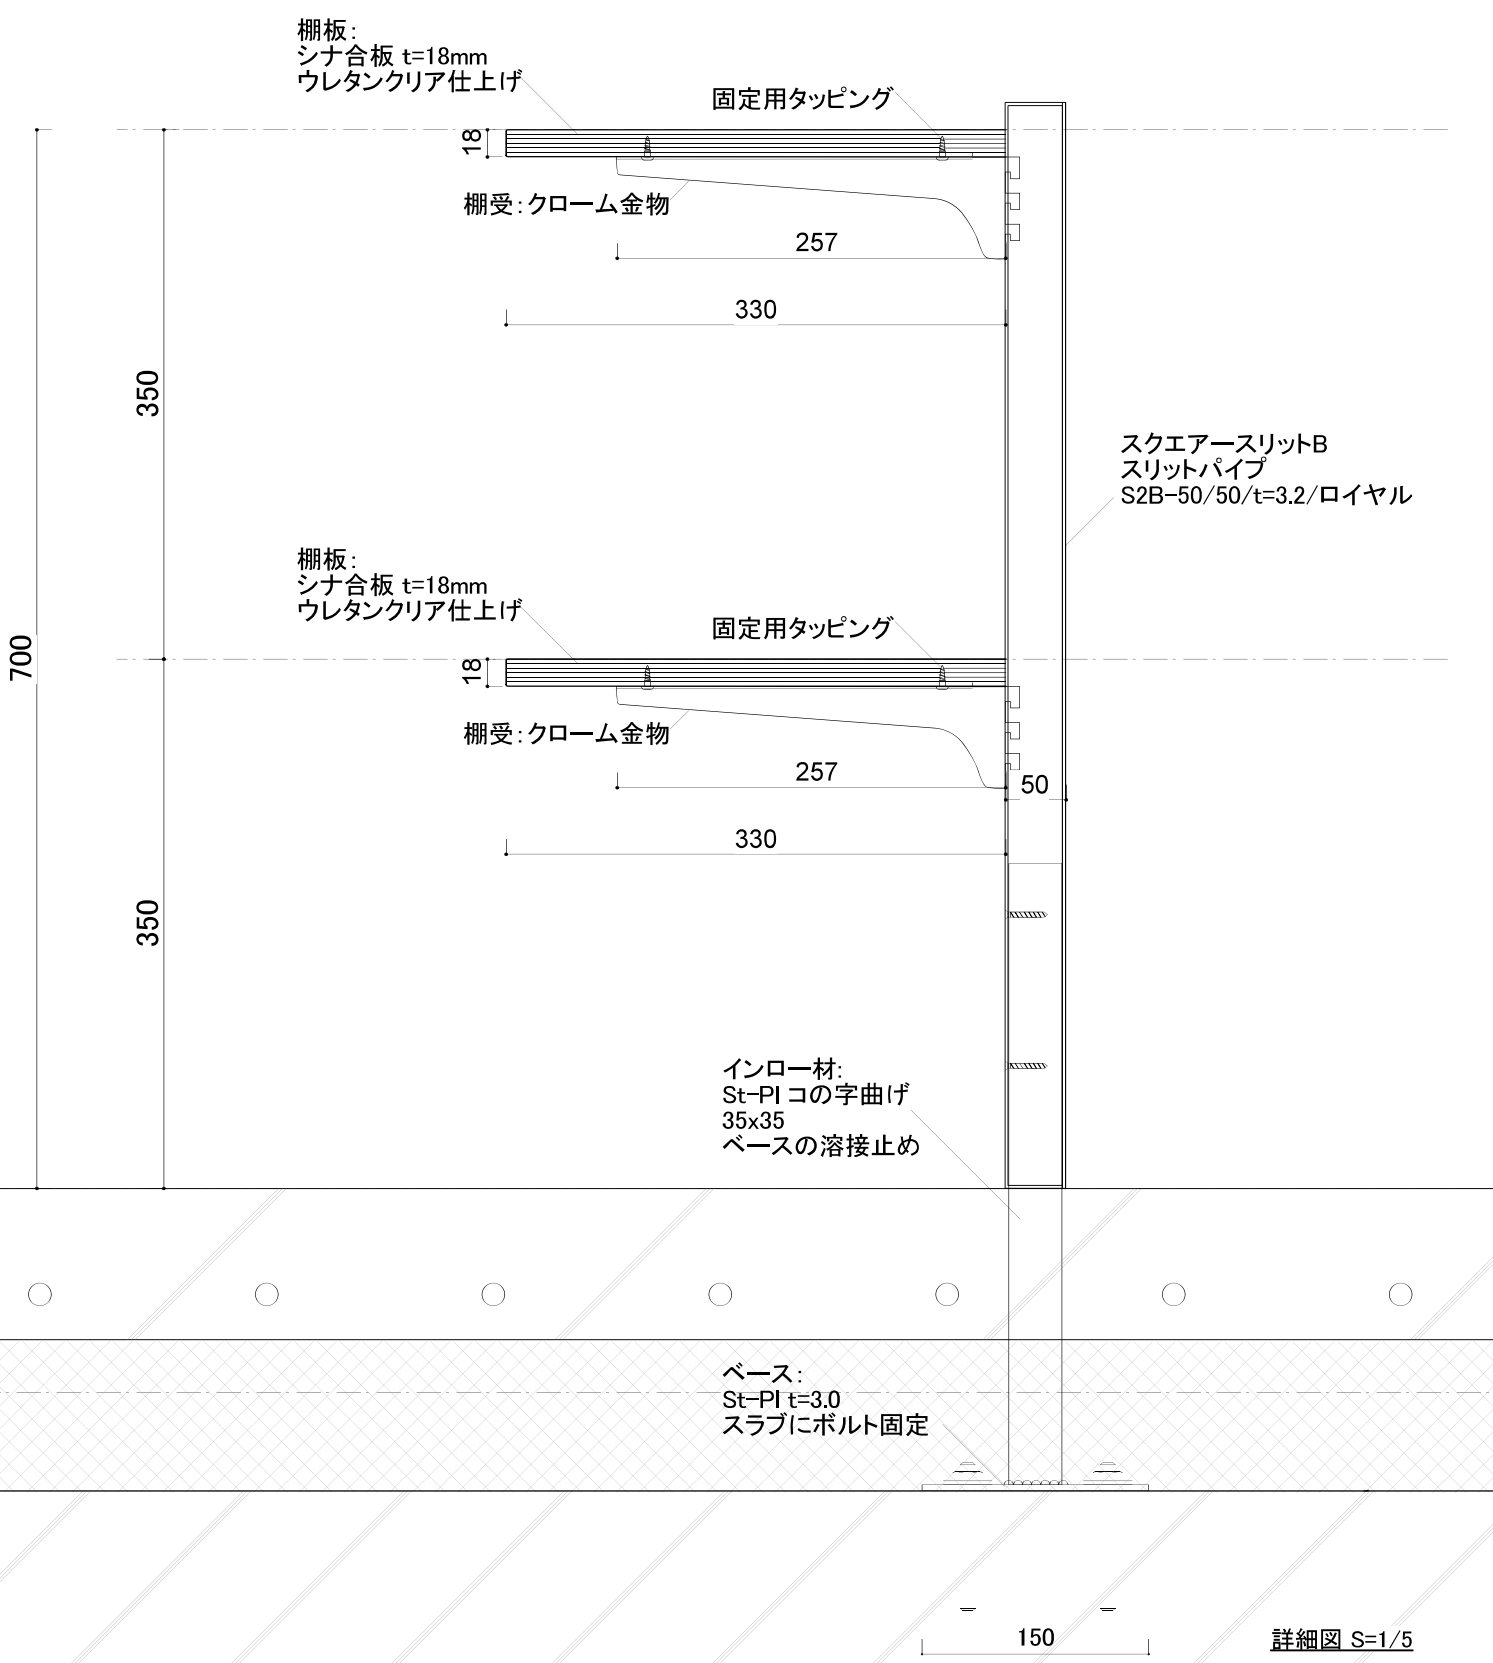 棚板：
シナ合板 t=18mm
ウレタンクリア仕上げ
固定用タッピング
18
棚受：クローム金物
257
330
350
700
スクエアースリットB
スリットパイプ
S2B-50/50/t=3.2/ロイヤル
棚板：
シナ合板 t=18mm
ウレタンクリア仕上げ
固定用タッピング
18
棚受：クローム金物
257
50
330
350
インロー材：
St-Pl コの字曲げ
35x35
ベースの溶接止め
ベース：
St-Pl t=3.0
スラブにボルト固定
150
詳細図 S=1/5